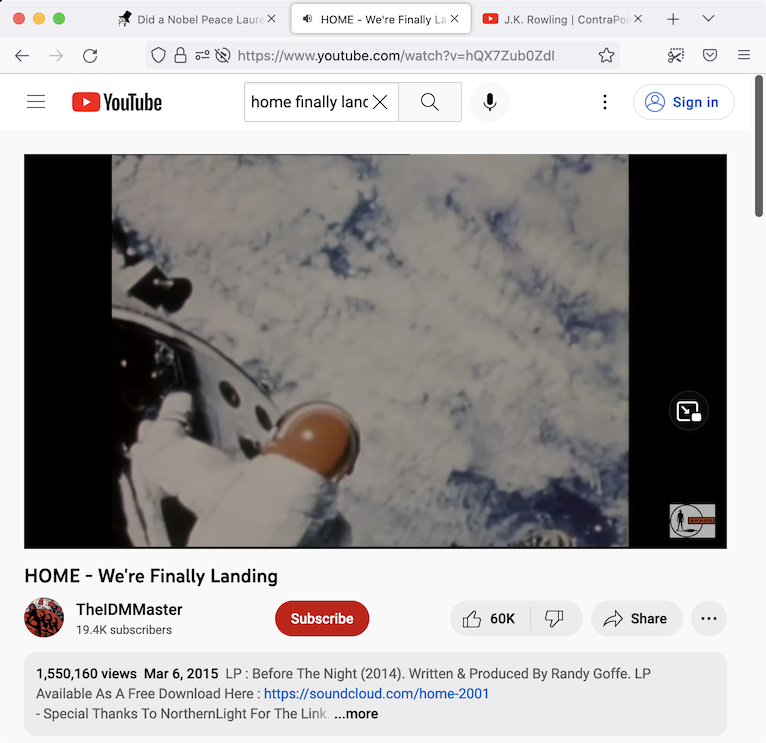 Did a Nobel Peace Laure
HOME - We're Finally La
J.K. Rowling | ContraPoi
https://www.youtube.com/watch?v=hQX7Zub0ZdI
YouTube
home finally land
Sign in
HOME - We're Finally Landing
TheIDMMaster
19.4K subscribers
Subscribe
60K
Share
1,550,160 views Mar 6, 2015 LP : Before The Night (2014). Written & Produced By Randy Goffe. LP
Available As A Free Download Here : https://soundcloud.com/home-2001
- Special Thanks To NorthernLight For The Link. ...more